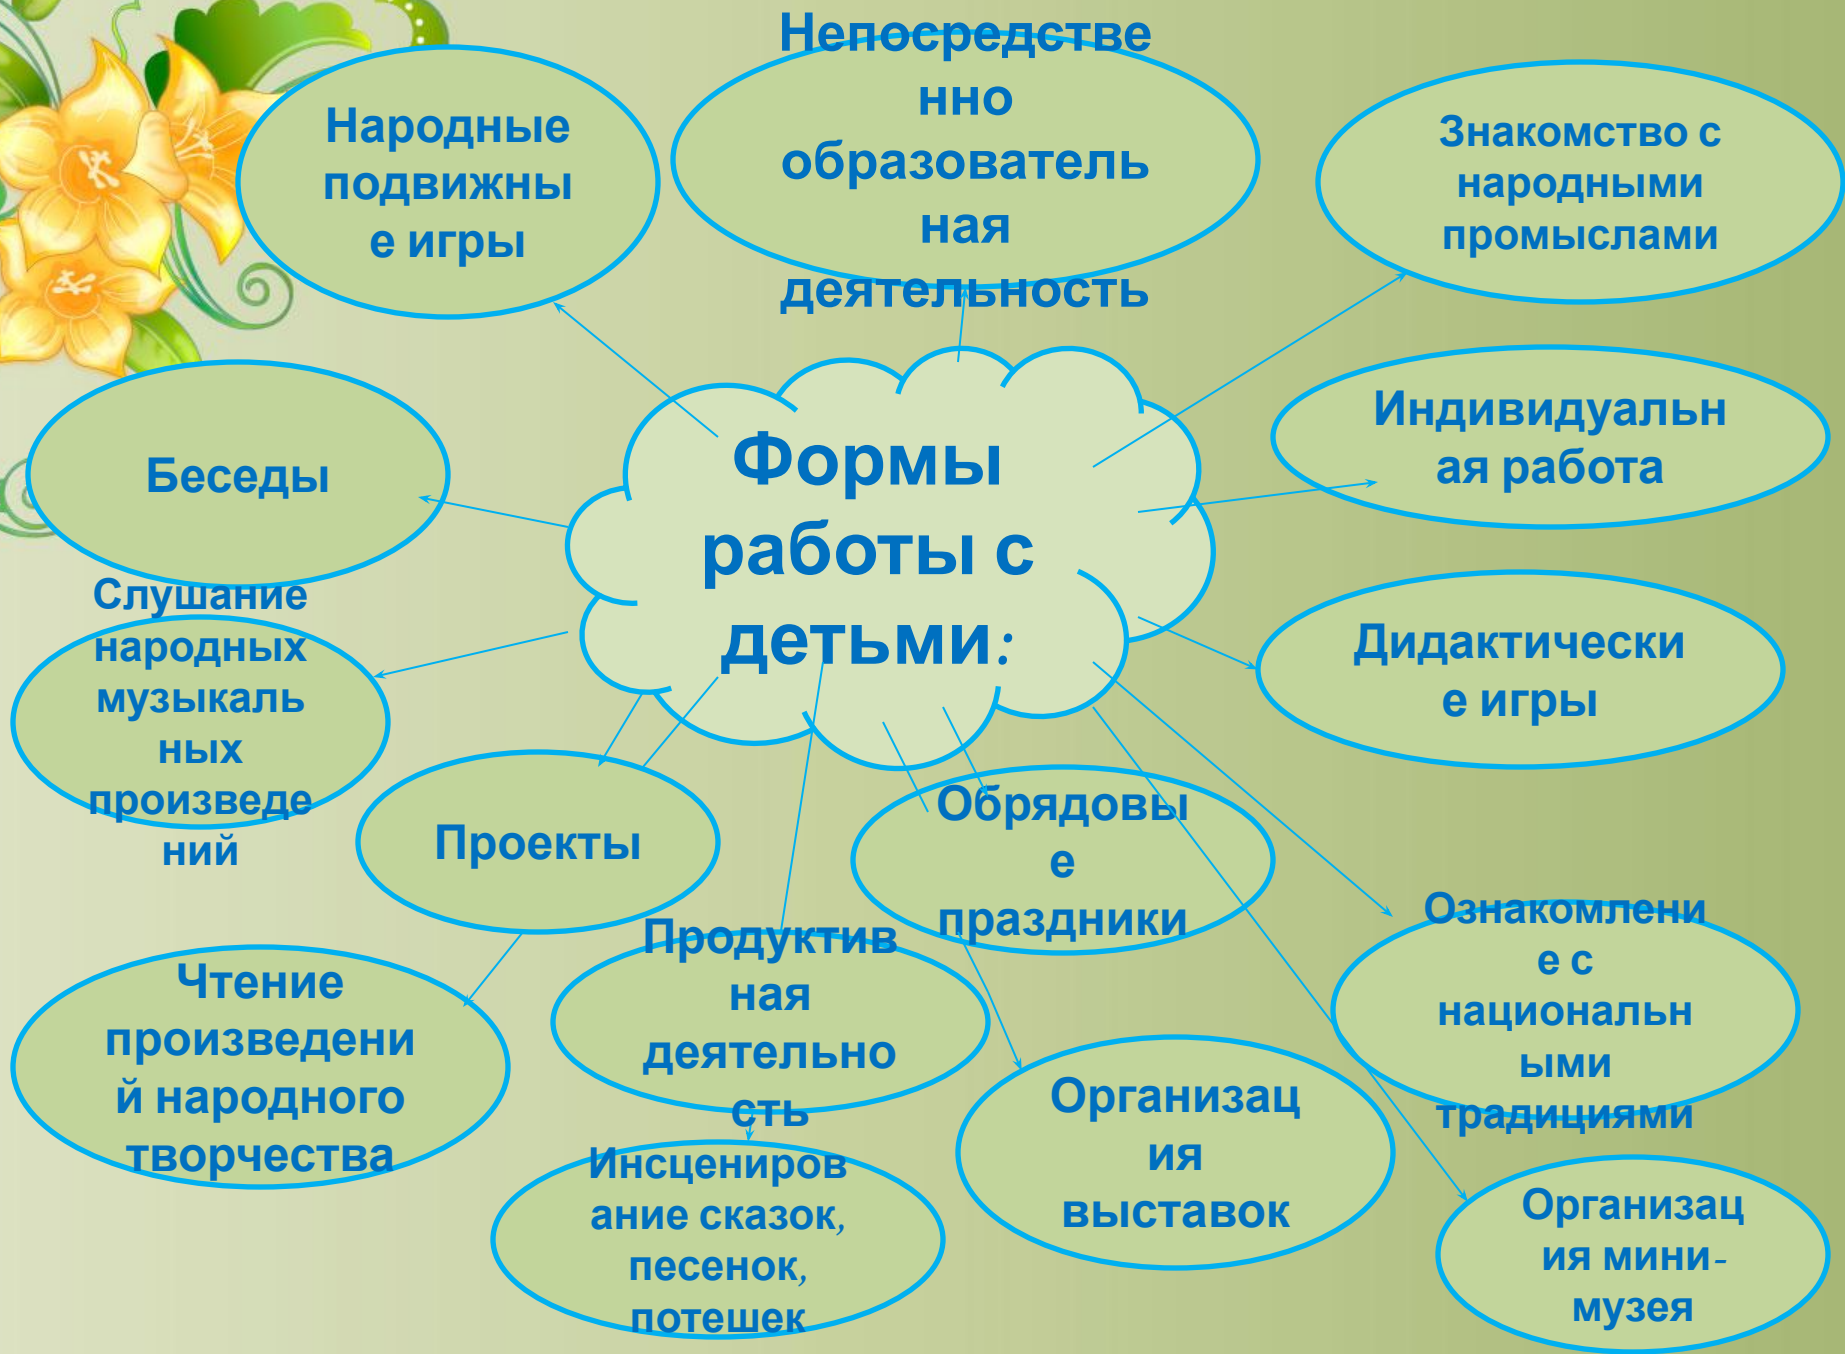 Непосредстве
нно
образователь
ная
деятельность
Народные
подвижны
е игры
Знакомство с
народными
промыслами
Беседы
Формы
работы с
детьми:
Индивидуальн
ая работа
Слушание
народных
музыкаль
ных
произведе
ний
Дидактически
е игры
Проекты
Обрядовы
е
праздники
Чтение
произведени
й народного
творчества
Продуктив
ная
деятельно
сть
Ознакомлени
е с
национальн
ыми
традициями
Инсцениров
ание сказок,
песенок,
потешек
Организац
ия
выставок
Организац
ия мини-
музея